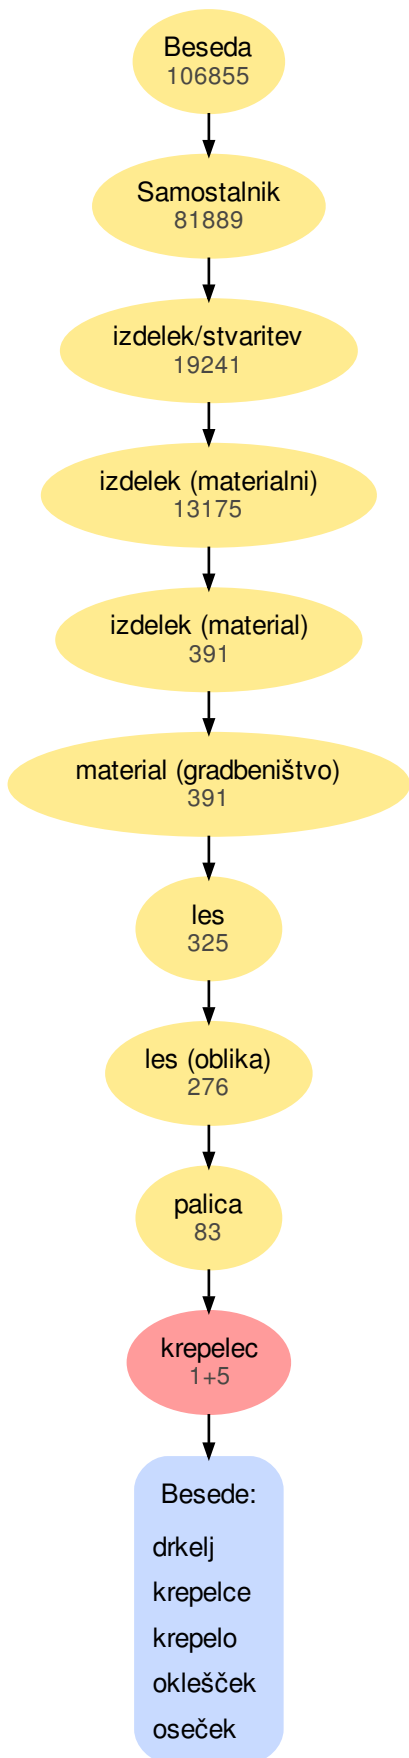 Beseda
106855
Samostalnik
81889
izdelek/stvaritev
19241
izdelek (materialni)
13175
izdelek (material)
391
material (gradbeništvo)
391
les
325
les (oblika)
276
palica
83
krepelec
1+5
Besede:
drkelj
krepelce
krepelo
oklešček
oseček